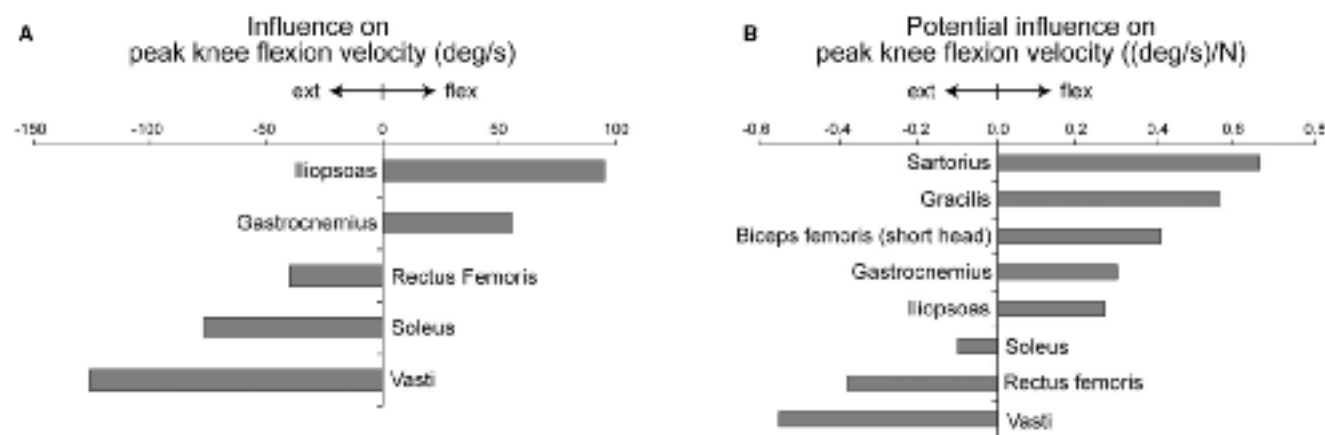 A
Influence on
peak knee flexion velocity (deg/s)
ext flex
-150 -100 -50 0 50 100
Iliopsoas
Gastrocnemius
Rectus Femoris
Soleus
Vasti
B
Potential influence on
peak knee flexion velocity ((deg/s)/N)
ext flex
-0.6 -0.4 -0.2 0.0 0.2 0.4 0.6 0.8
Sartorius
Gracilis
Biceps femoris (short head)
Gastrocnemius
Iliopsoas
Soleus
Rectus femoris
Vasti